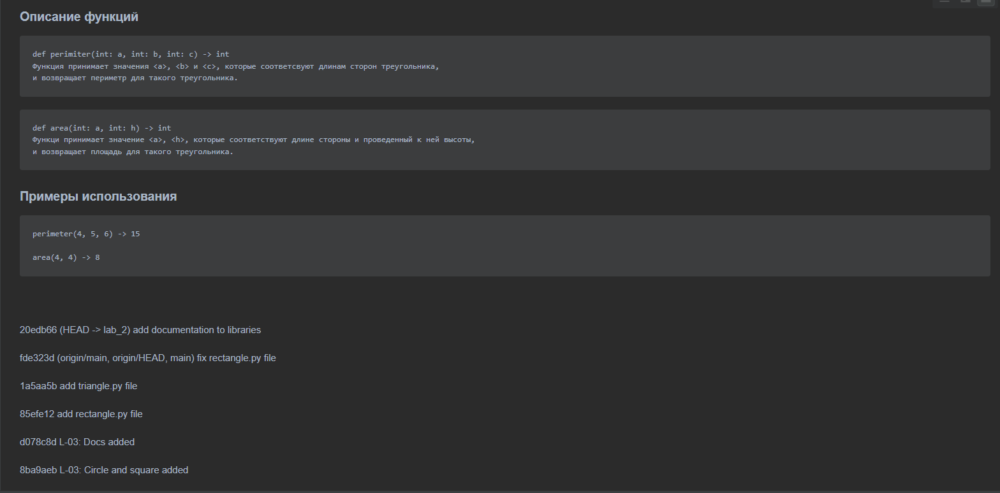 Описание функций
def perimiter(int: a, int: b, int: c) -> int
Функция принимает значения <a>, <b> и <c>, которые соответсвуют длинам сторон треугольника,
и возвращает периметр для такого треугольника.
def area(int: a, int: h) -> int
Функци принимает значение <a>, <h>, которые соответствуют длине стороны и проведенный к ней высоты,
и возвращает площадь для такого треугольника.
Примеры использования
perimeter(4, 5, 6) -> 15
area(4, 4) -> 8
20edb66 (HEAD -> lab_2) add documentation to libraries
fde323d (origin/main, origin/HEAD, main) fix rectangle.py file
1a5aa5b add triangle.py file
85efe12 add rectangle.py file
d078c8d L-03: Docs added
8ba9aeb L-03: Circle and square added